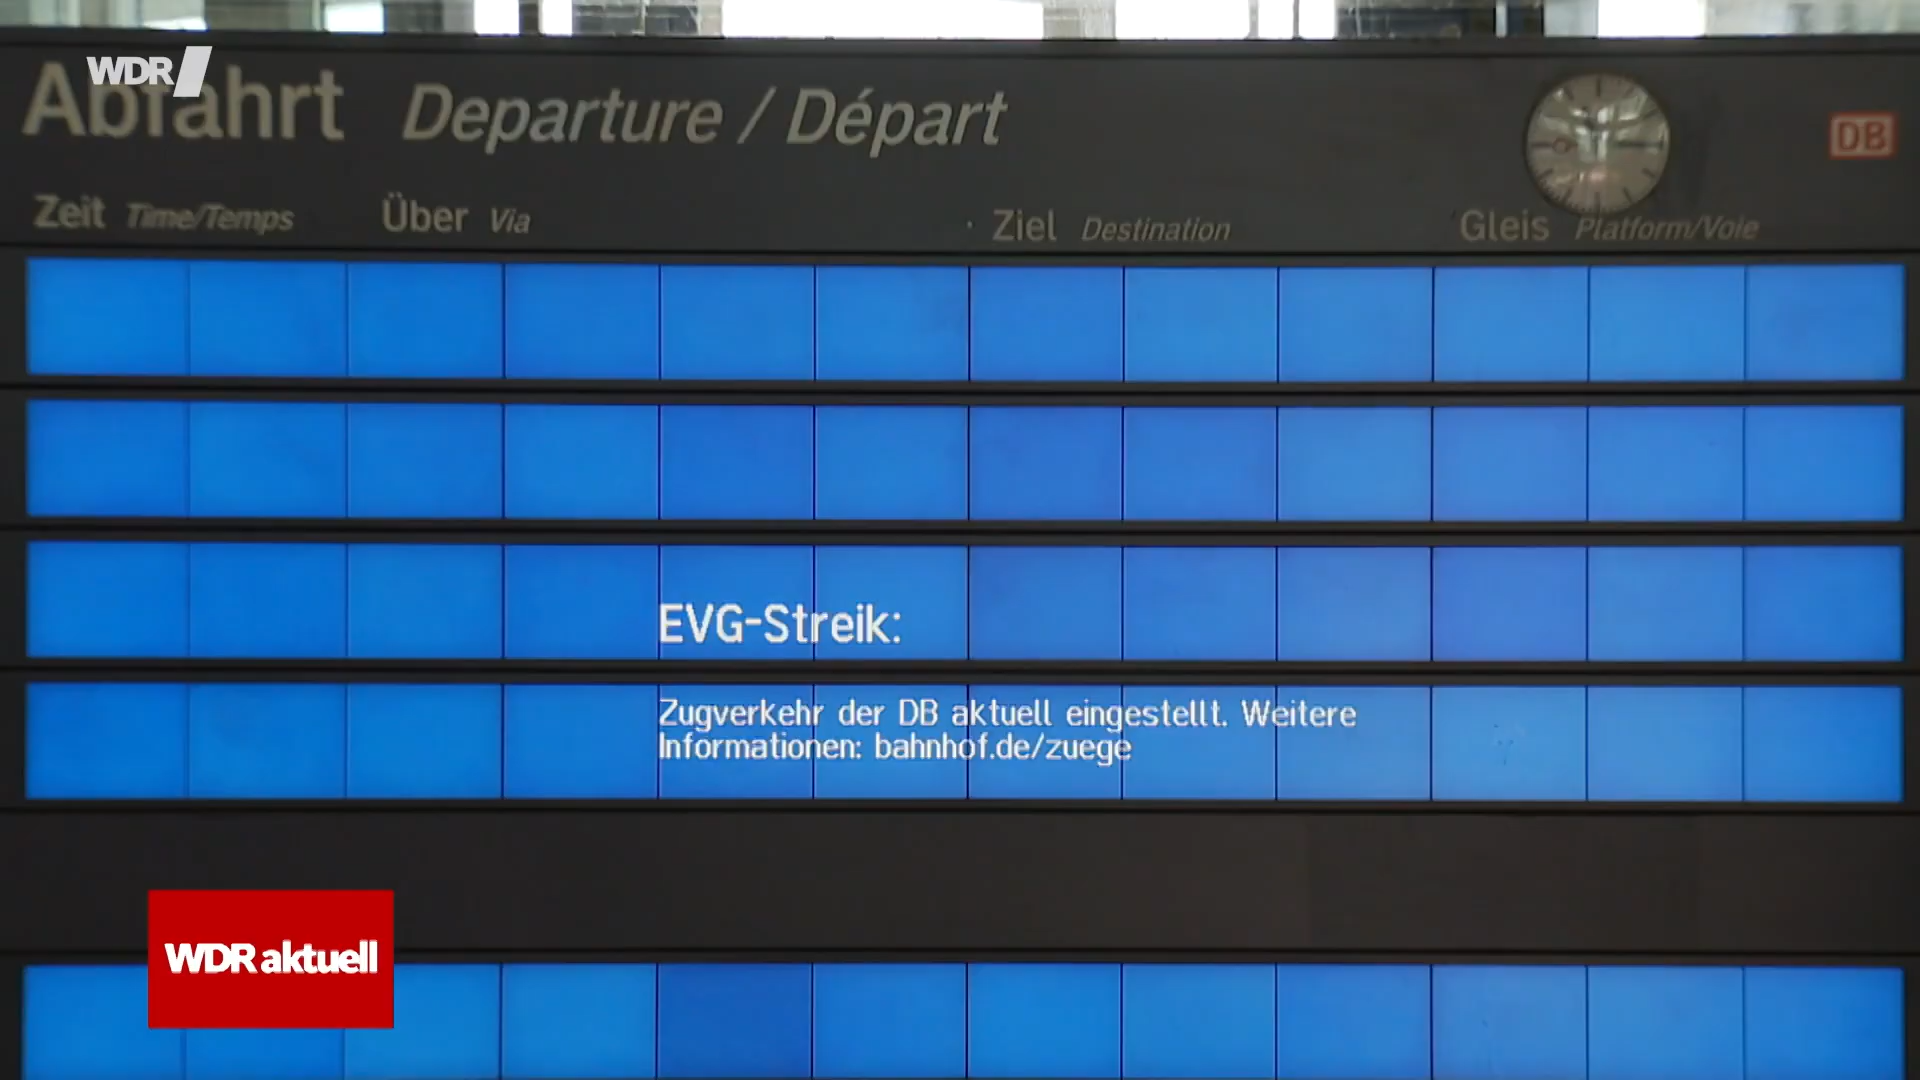 WDR
Abfahrt Departure / Départ
DB
Zeit Time/Temps Über Via Ziel Destination Gleis Platform/Voie
EVG-Streik:
Zugverkehr der DB aktuell eingestellt. Weitere
Informationen: bahnhof.de/zuege
WDR aktuell